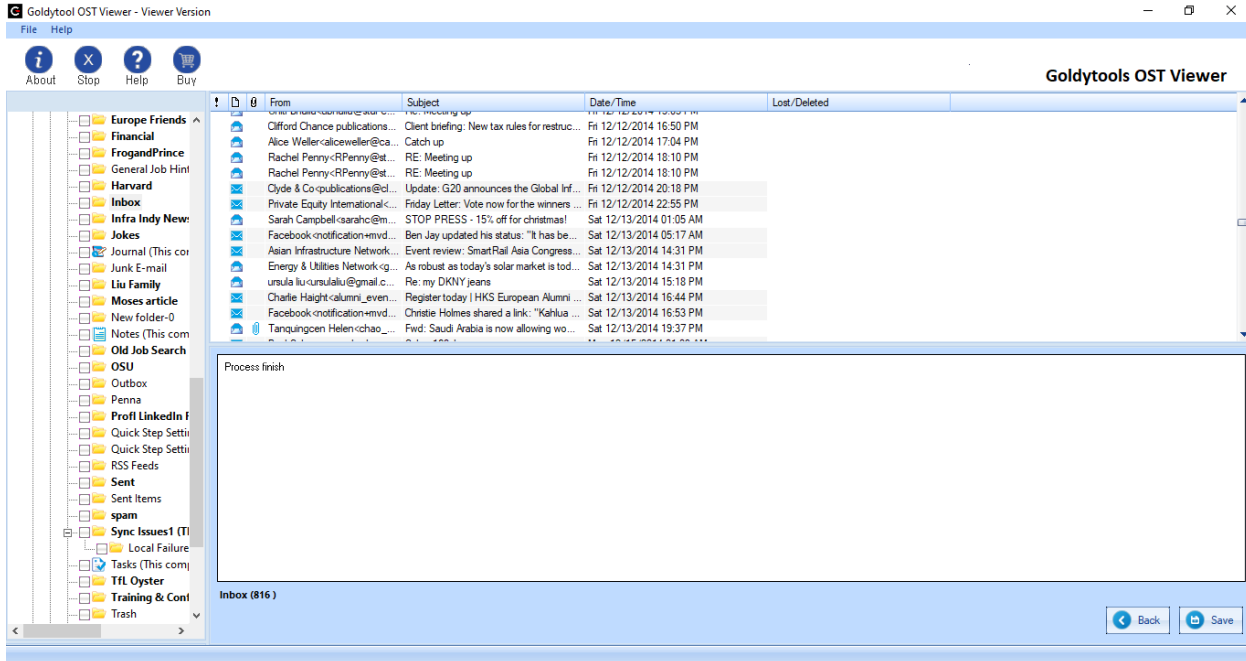 Goldytool OST Viewer - Viewer Version
File Help
About Stop Help Buy
Goldytools OST Viewer
! From Subject Date/Time Lost/Deleted
Europe Friends
Financial
FrogandPrince
General Job Hint
Harvard
Inbox
Infra Indy News
Jokes
Journal (This cor
Junk E-mail
Liu Family
Moses article
New folder-0
Notes (This com
Old Job Search
OSU
Outbox
Penna
Profl LinkedIn F
Quick Step Settin
Quick Step Settin
RSS Feeds
Sent
Sent Items
spam
Sync Issues1 (Tl
Local Failure
Tasks (This comp
TfL Oyster
Training & Conf
Trash
Clifford Chance publications... Client briefing: New tax rules for restruc... Fri 12/12/2014 16:50 PM
Alice Weller<aliceweller@ca... Catch up Fri 12/12/2014 17:04 PM
Rachel Penny<RPenny@st... RE: Meeting up Fri 12/12/2014 18:10 PM
Rachel Penny<RPenny@st... RE: Meeting up Fri 12/12/2014 18:10 PM
Clyde & Co<publications@cl... Update: G20 announces the Global Inf... Fri 12/12/2014 20:18 PM
Private Equity International<... Friday Letter: Vote now for the winners ... Fri 12/12/2014 22:55 PM
Sarah Campbell<sarahc@m... STOP PRESS - 15% off for christmas! Sat 12/13/2014 01:05 AM
Facebook<notification+mvd... Ben Jay updated his status: "It has be... Sat 12/13/2014 05:17 AM
Asian Infrastructure Network... Event review: SmartRail Asia Congress... Sat 12/13/2014 14:31 PM
Energy & Utilities Network<g... As robust as today's solar market is tod... Sat 12/13/2014 14:31 PM
ursula liu<ursulaliu@gmail.c... Re: my DKNY jeans Sat 12/13/2014 15:18 PM
Charlie Haight<alumni_even... Register today | HKS European Alumni ... Sat 12/13/2014 16:44 PM
Facebook<notification+mvd... Christie Holmes shared a link: "Kahlua ... Sat 12/13/2014 16:53 PM
Tanquingcen Helen<chao_... Fwd: Saudi Arabia is now allowing wo... Sat 12/13/2014 19:37 PM
Process finish
Inbox (816 )
Back Save